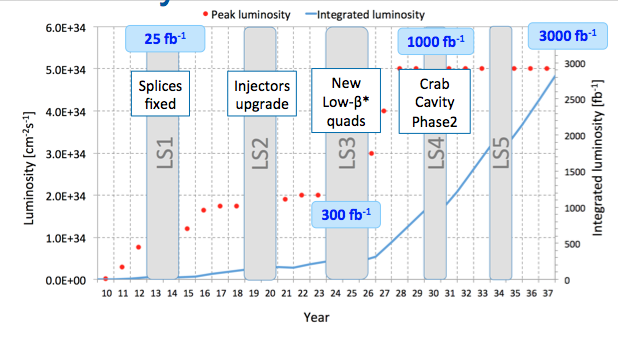 Peak luminosity
Integrated luminosity
6.0E+34
5.0E+34
4.0E+34
3.0E+34
2.0E+34
1.0E+34
0.0E+00
Luminosity [cm⁻²s⁻¹]
25 fb⁻¹
1000 fb⁻¹
3000 fb⁻¹
Splices
fixed
Injectors
upgrade
New
Low-β*
quads
Crab
Cavity
Phase2
LS1
LS2
LS3
LS4
LS5
300 fb⁻¹
3000
2500
2000
1500
1000
500
0
Integrated luminosity [fb⁻¹]
10 11 12 13 14 15 16 17 18 19 20 21 22 23 24 25 26 27 28 29 30 31 32 33 34 35 36 37
Year